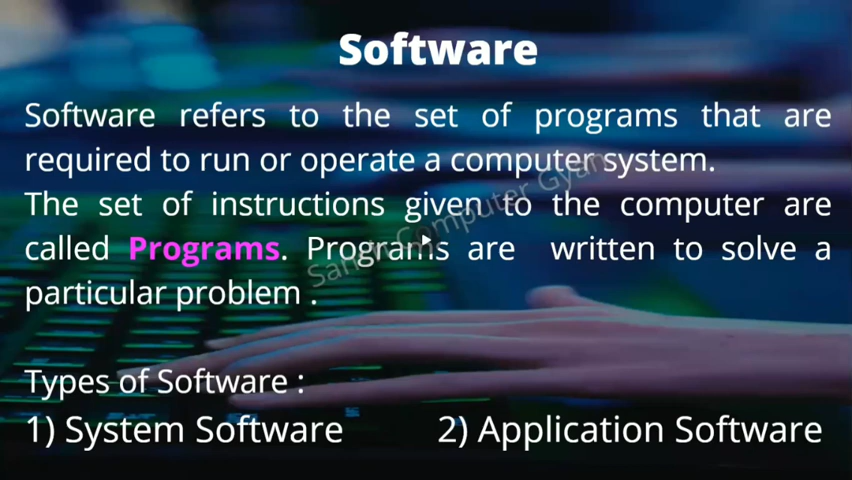 Software
Software refers to the set of programs that are
required to run or operate a computer system.
The set of instructions given to the computer are
called Programs. Programs are written to solve a
particular problem .
Types of Software :
1) System Software 2) Application Software
Computer Gyan